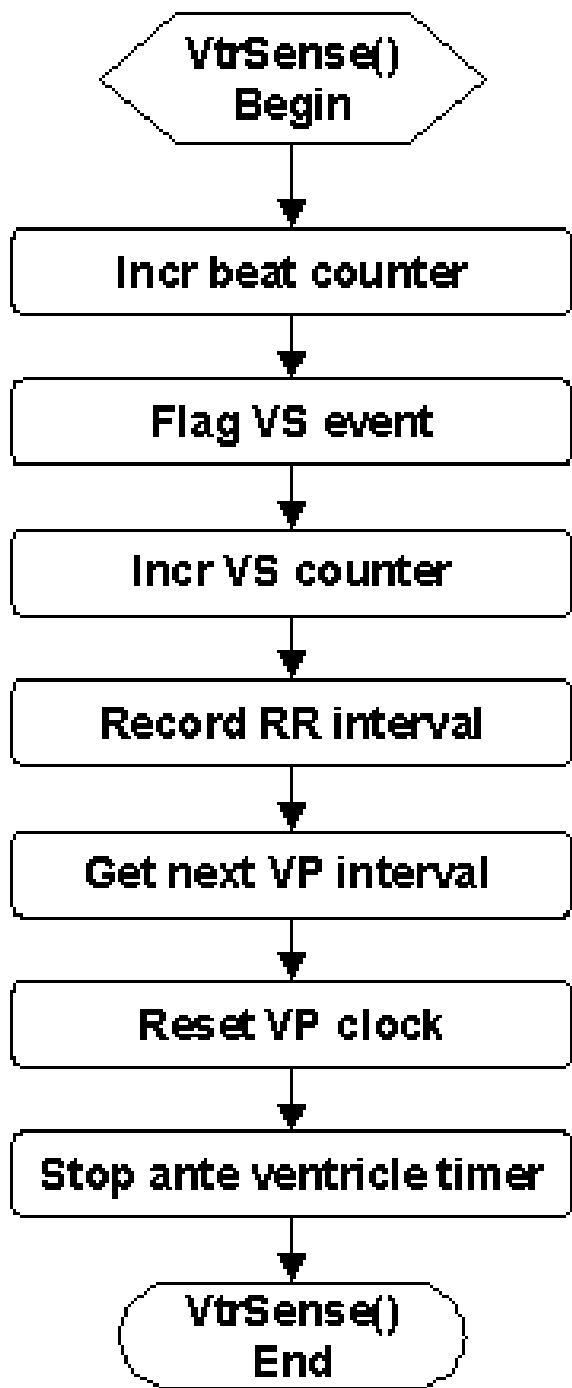 VtrSense()
Begin
Incr beat counter
Flag VS event
Incr VS counter
Record RR interval
Get next VP interval
Reset VP clock
Stop ante ventricle timer
VtrSense()
End